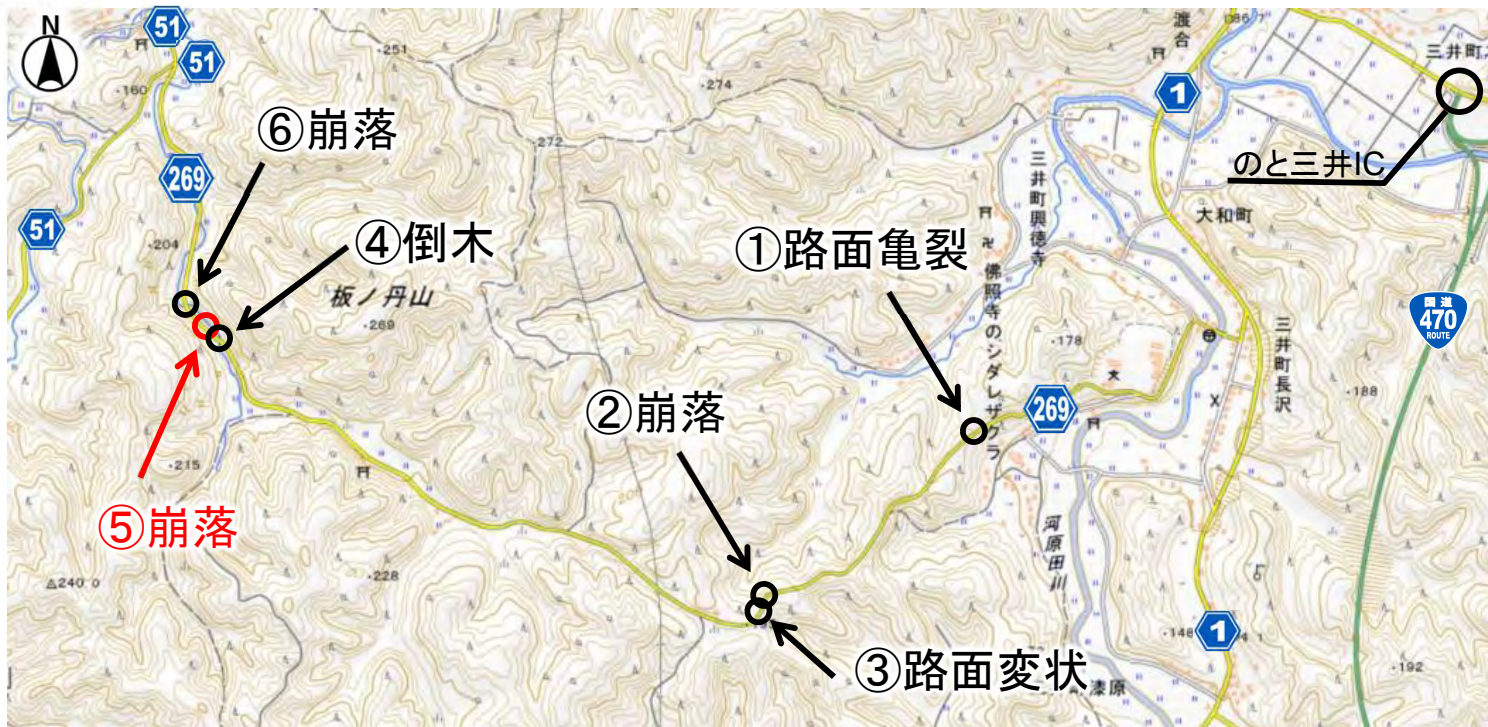 N
51
51
・251
・274
渡合
1
三井町
のと三井IC
・160
⑥崩落
272
269
④倒木
①路面亀裂
三井町興徳寺
大和町
51
・204
板ノ丹山
・269
佛照寺のシダレザクラ
・178
三井町長沢
国道
470
ROUTE
②崩落
269
・188
・215
⑤崩落
河原田川
△240.0
・228
③路面変状
・148
1
・192
漆原